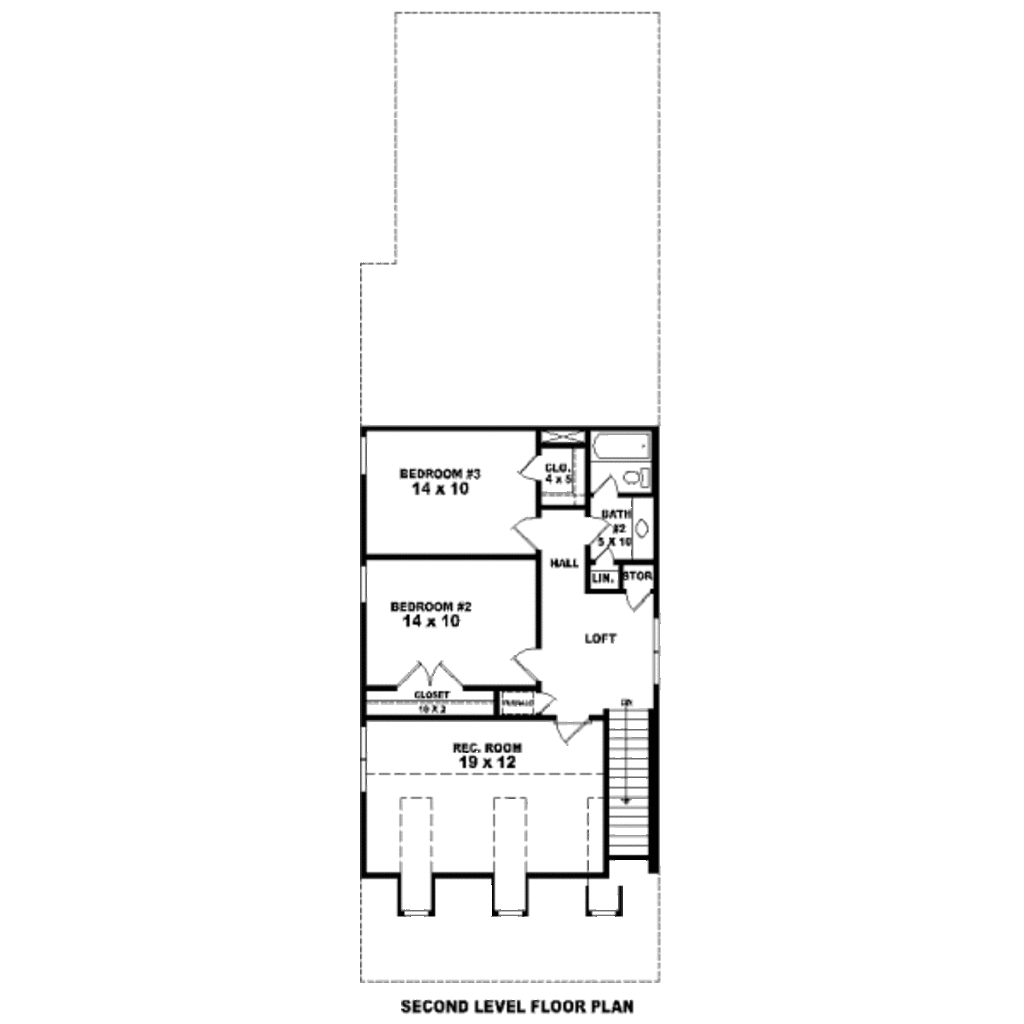 BEDROOM #3
14 x 10
CLO.
4 x 5
BATH
#2
5 X 10
HALL
LIN.
STOR
BEDROOM #2
14 x 10
LOFT
CLOSET
10 X 2
DN
REC. ROOM
19 x 12
SECOND LEVEL FLOOR PLAN